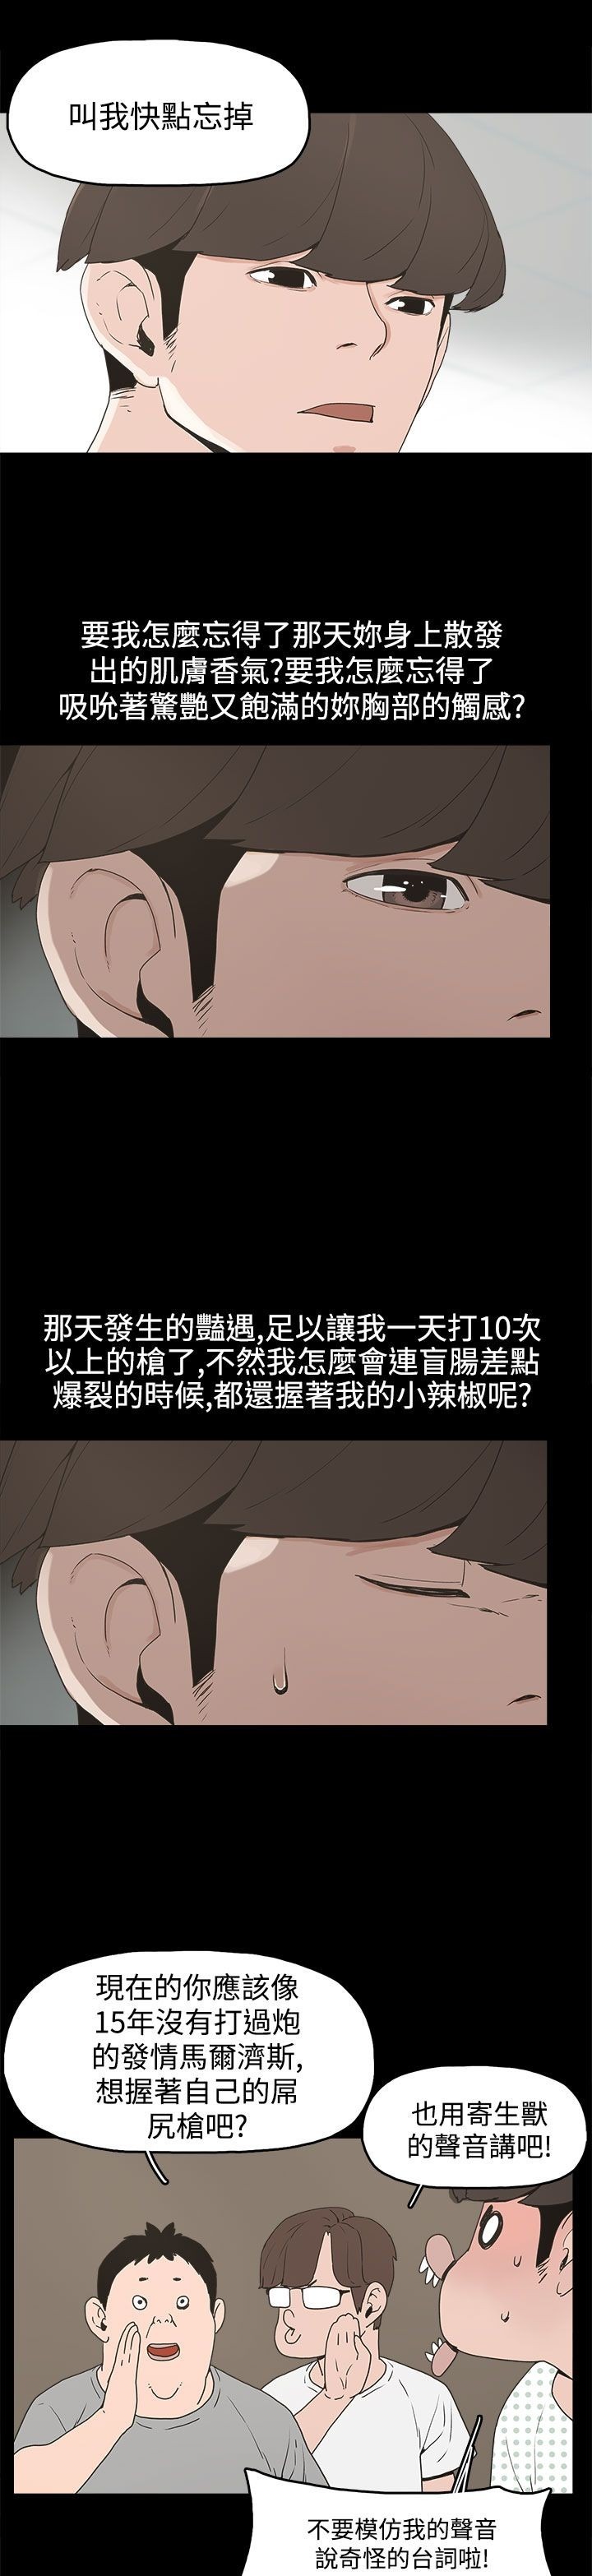 叫我快點忘掉
要我怎麼忘得了那天妳身上散發
出的肌膚香氣?要我怎麼忘得了
吸吮著驚艷又飽滿的妳胸部的觸感?
那天發生的豔遇,足以讓我一天打10次
以上的槍了,不然我怎麼會連盲腸差點
爆裂的時候,都還握著我的小辣椒呢?
現在的你應該像
15年沒有打過炮
的發情馬爾濟斯,
想握著自己的屌
尻槍吧?
也用寄生獸
的聲音講吧!
不要模仿我的聲音
說奇怪的台詞啦!